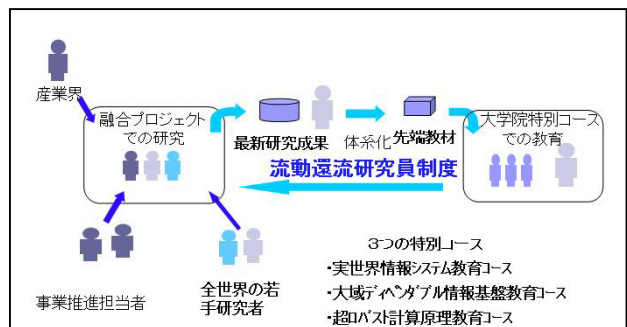 産業界
融合プロジェクト
での研究
最新研究成果
体系化
先端教材
大学院特別コース
での教育
流動還流研究員制度
事業推進担当者
全世界の若
手研究者
3つの特別コース
・実世界情報システム教育コース
・大域ディペンダブル情報基盤教育コース
・超ロバスト計算原理教育コース